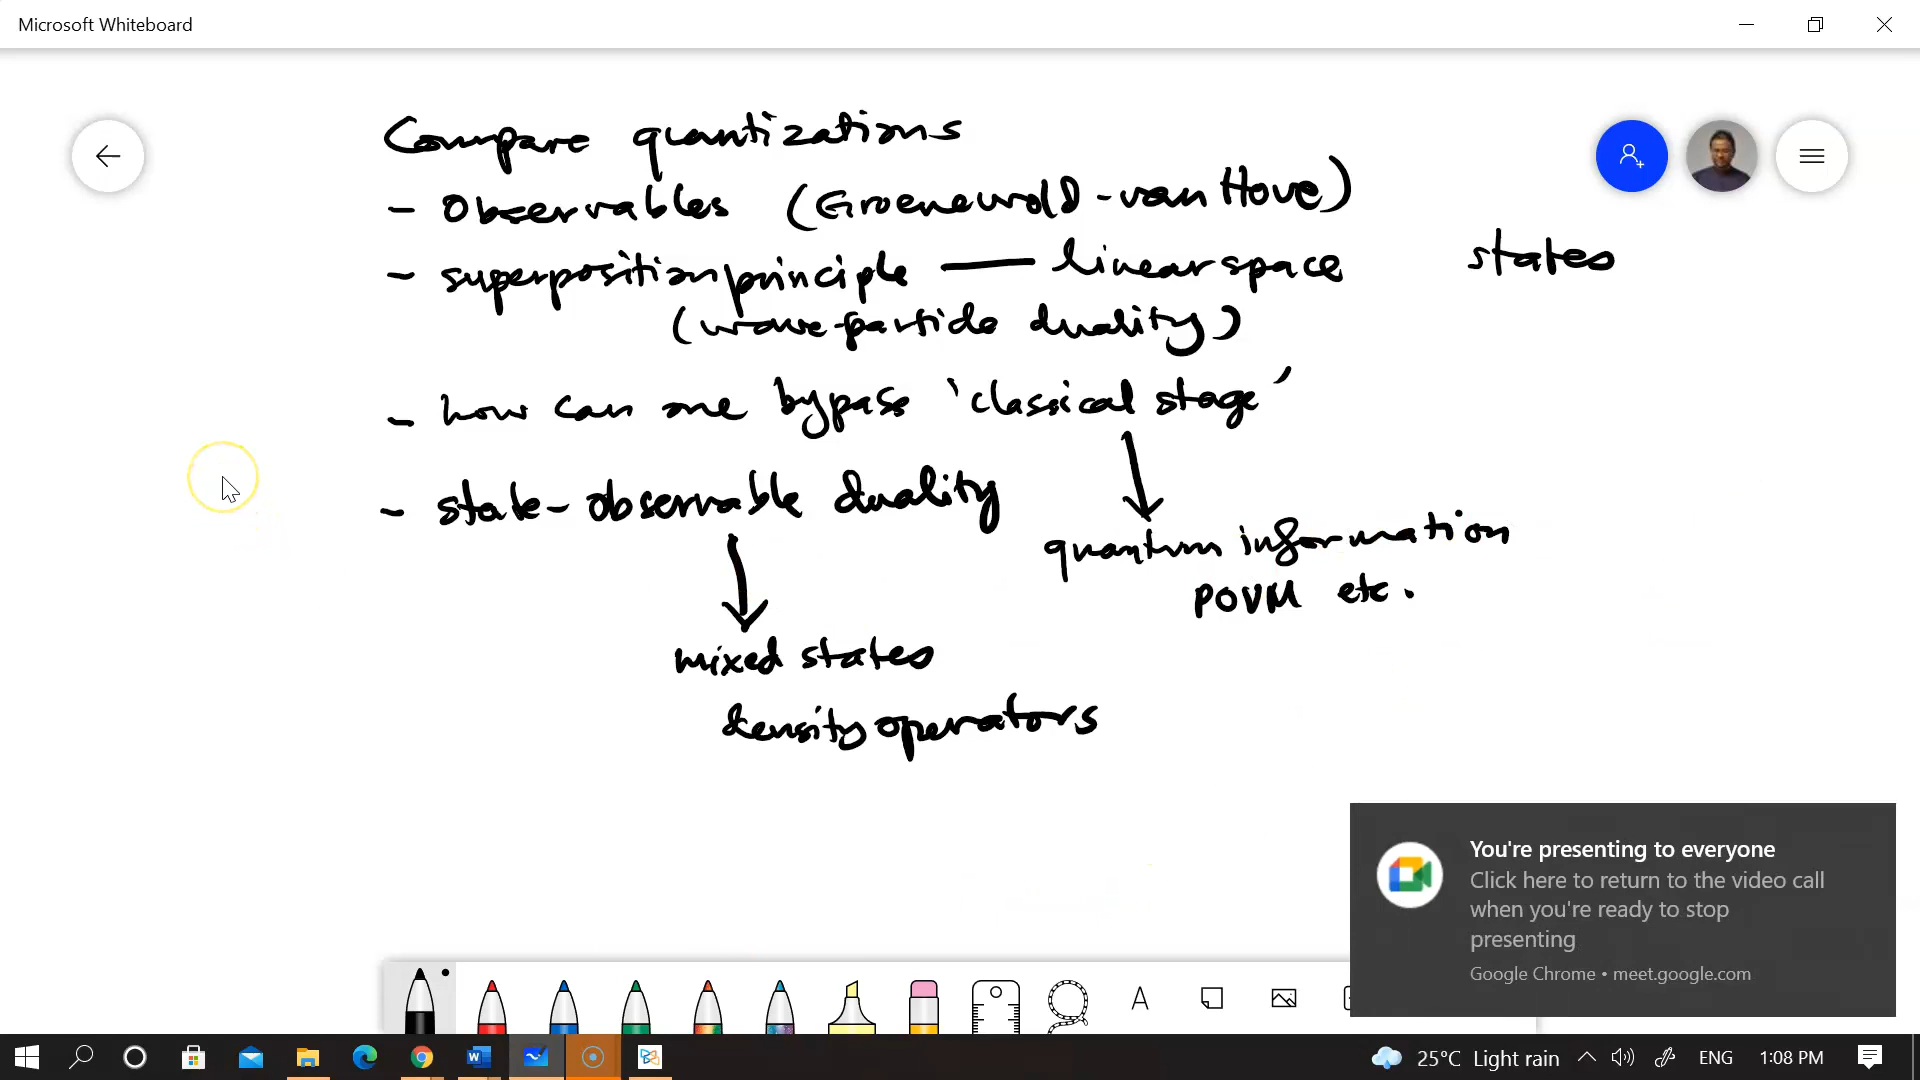 Microsoft Whiteboard
Compare quantizations
- Observables (Groenewold-van Hove)
- superposition principle — linear space states
(wave-particle duality)
- how can one bypass 'classical stage'
- state-observable duality
quantum information
POVM etc.
mixed states
density operators
You're presenting to everyone
Click here to return to the video call
when you're ready to stop
presenting
Google Chrome • meet.google.com
A
25°C Light rain ENG 1:08 PM